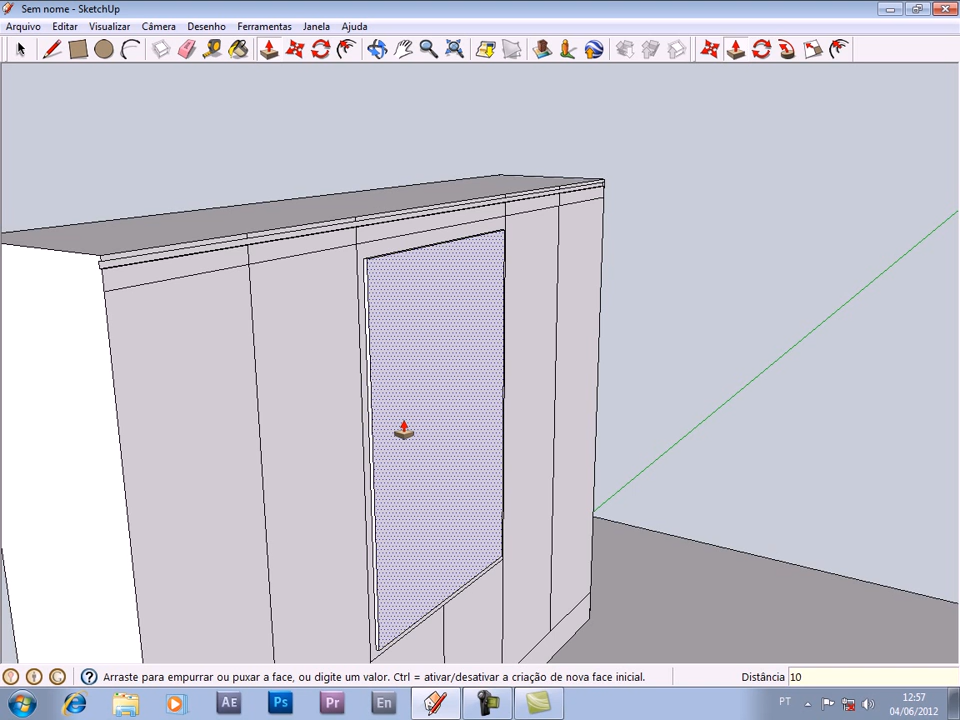 Sem nome - SketchUp
Arquivo Editar Visualizar Câmera Desenho Ferramentas Janela Ajuda
Arraste para empurrar ou puxar a face, ou digite um valor. Ctrl = ativar/desativar a criação de nova face inicial. Distância 10
Ae Ps Pr En PT 12:57
04/06/2012